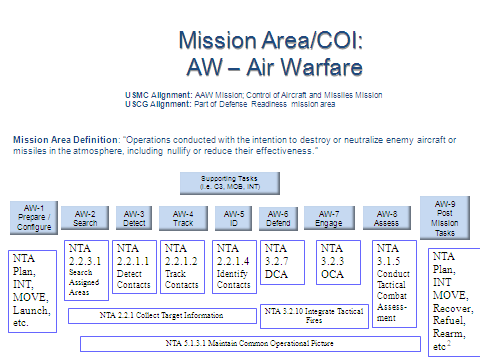 Mission Area/COI:
AW – Air Warfare
USMC Alignment: AAW Mission; Control of Aircraft and Missiles Mission
USCG Alignment: Part of Defense Readiness mission area
Mission Area Definition: “Operations conducted with the intention to destroy or neutralize enemy aircraft or
missiles in the atmosphere, including nullify or reduce their effectiveness.”
Supporting Tasks
(i.e. C3, MOB, INT)
AW-1
Prepare /
Configure
AW-2
Search
AW-3
Detect
AW-4
Track
AW-5
ID
AW-6
Defend
AW-7
Engage
AW-8
Assess
AW-9
Post
Mission
Tasks
NTA
Plan,
INT,
MOVE,
Launch,
etc.
NTA
2.2.3.1
Search
Assigned
Areas
NTA
2.2.1.1
Detect
Contacts
NTA
2.2.1.2
Track
Contacts
NTA
2.2.1.4
Identify
Contacts
NTA
3.2.7
DCA
NTA
3.2.3
OCA
NTA
3.1.5
Conduct
Tactical
Combat
Assess-
ment
NTA
Plan,
INT
MOVE,
Recover,
Refuel,
Rearm,
etc 2
NTA 2.2.1 Collect Target Information
NTA 3.2.10 Integrate Tactical
Fires
NTA 5.1.3.1 Maintain Common Operational Picture